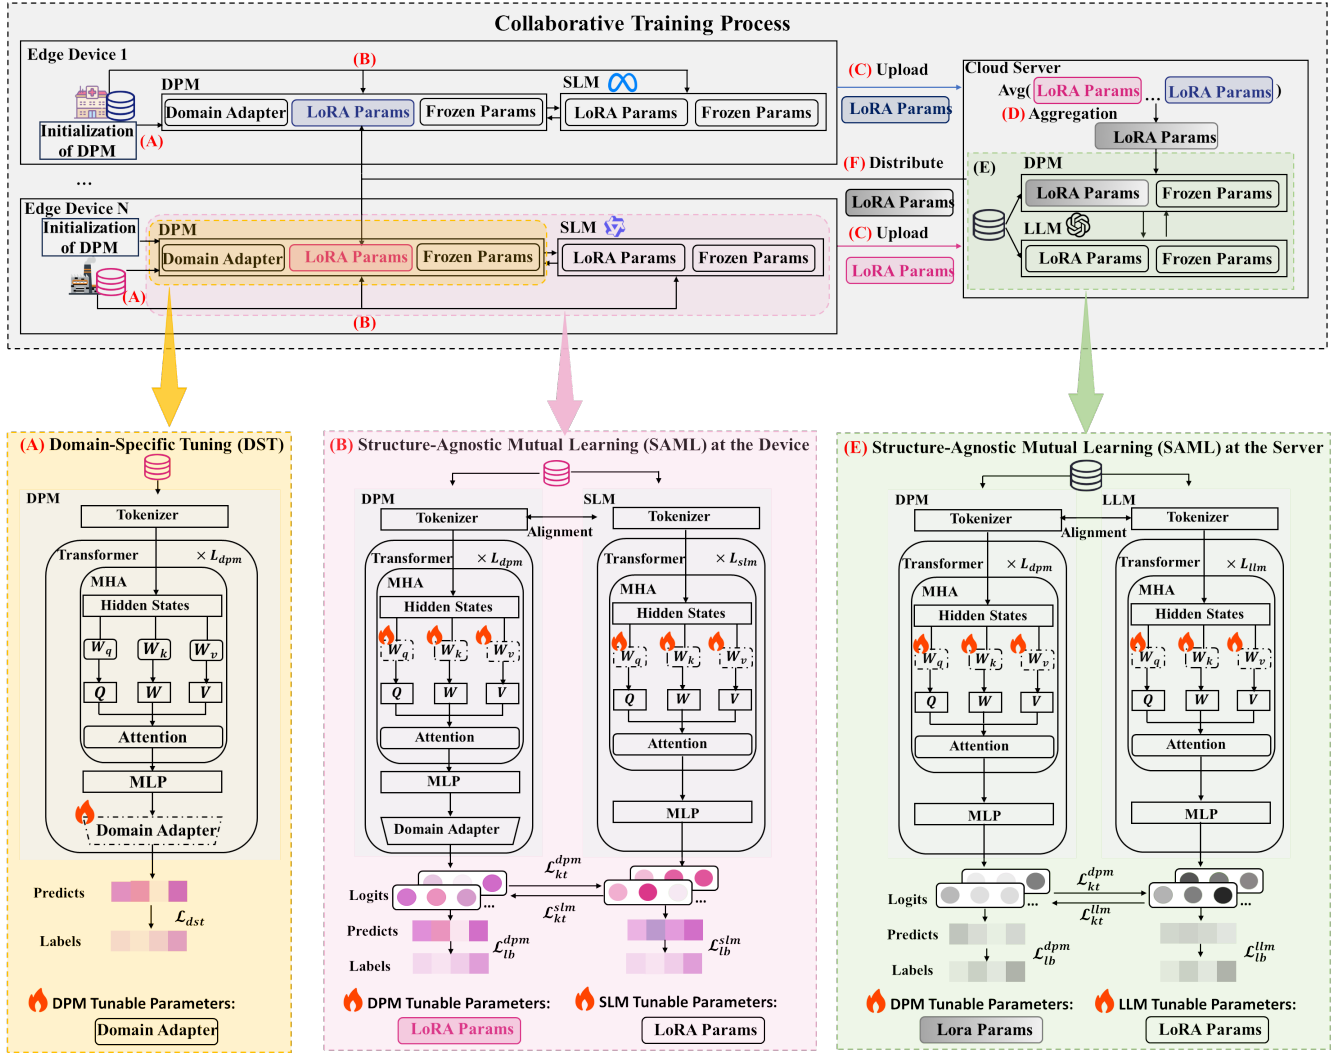 Collaborative Training Process
Edge Device 1
(B)
DPM
SLM
Domain Adapter
LoRA Params
Frozen Params
LoRA Params
Frozen Params
Initialization
of DPM
(A)
(C) Upload
LoRA Params
Cloud Server
Avg( LoRA Params ... LoRA Params )
(D) Aggregation
LoRA Params
(E)
DPM
LoRA Params
Frozen Params
LLM
LoRA Params
Frozen Params
(F) Distribute
LoRA Params
...
Edge Device N
Initialization
of DPM
DPM
SLM
Domain Adapter
LoRA Params
Frozen Params
LoRA Params
Frozen Params
(A)
(B)
(C) Upload
LoRA Params
(A) Domain-Specific Tuning (DST)
DPM
Tokenizer
Transformer
× L_dpm
MHA
Hidden States
W_q
W_k
W_v
Q
W
V
Attention
MLP
Domain Adapter
Predicts
ℒ_dst
Labels
DPM Tunable Parameters:
Domain Adapter
(B) Structure-Agnostic Mutual Learning (SAML) at the Device
DPM
SLM
Tokenizer
Alignment
Tokenizer
Transformer
× L_dpm
MHA
Hidden States
W_q
W_k
W_v
Q
W
V
Attention
MLP
Domain Adapter
Transformer
× L_slm
MHA
Hidden States
W_q
W_k
W_v
Q
W
V
Attention
MLP
Logits
...
ℒ_kt^dpm
ℒ_kt^slm
...
Predicts
ℒ_lb^dpm
ℒ_lb^slm
Labels
DPM Tunable Parameters:
LoRA Params
SLM Tunable Parameters:
LoRA Params
(E) Structure-Agnostic Mutual Learning (SAML) at the Server
DPM
LLM
Tokenizer
Alignment
Tokenizer
Transformer
× L_dpm
MHA
Hidden States
W_q
W_k
W_v
Q
W
V
Attention
MLP
Transformer
× L_llm
MHA
Hidden States
W_q
W_k
W_v
Q
W
V
Attention
MLP
Logits
...
ℒ_kt^dpm
ℒ_kt^llm
...
Predicts
ℒ_lb^dpm
ℒ_lb^llm
Labels
DPM Tunable Parameters:
Lora Params
LLM Tunable Parameters:
LoRA Params